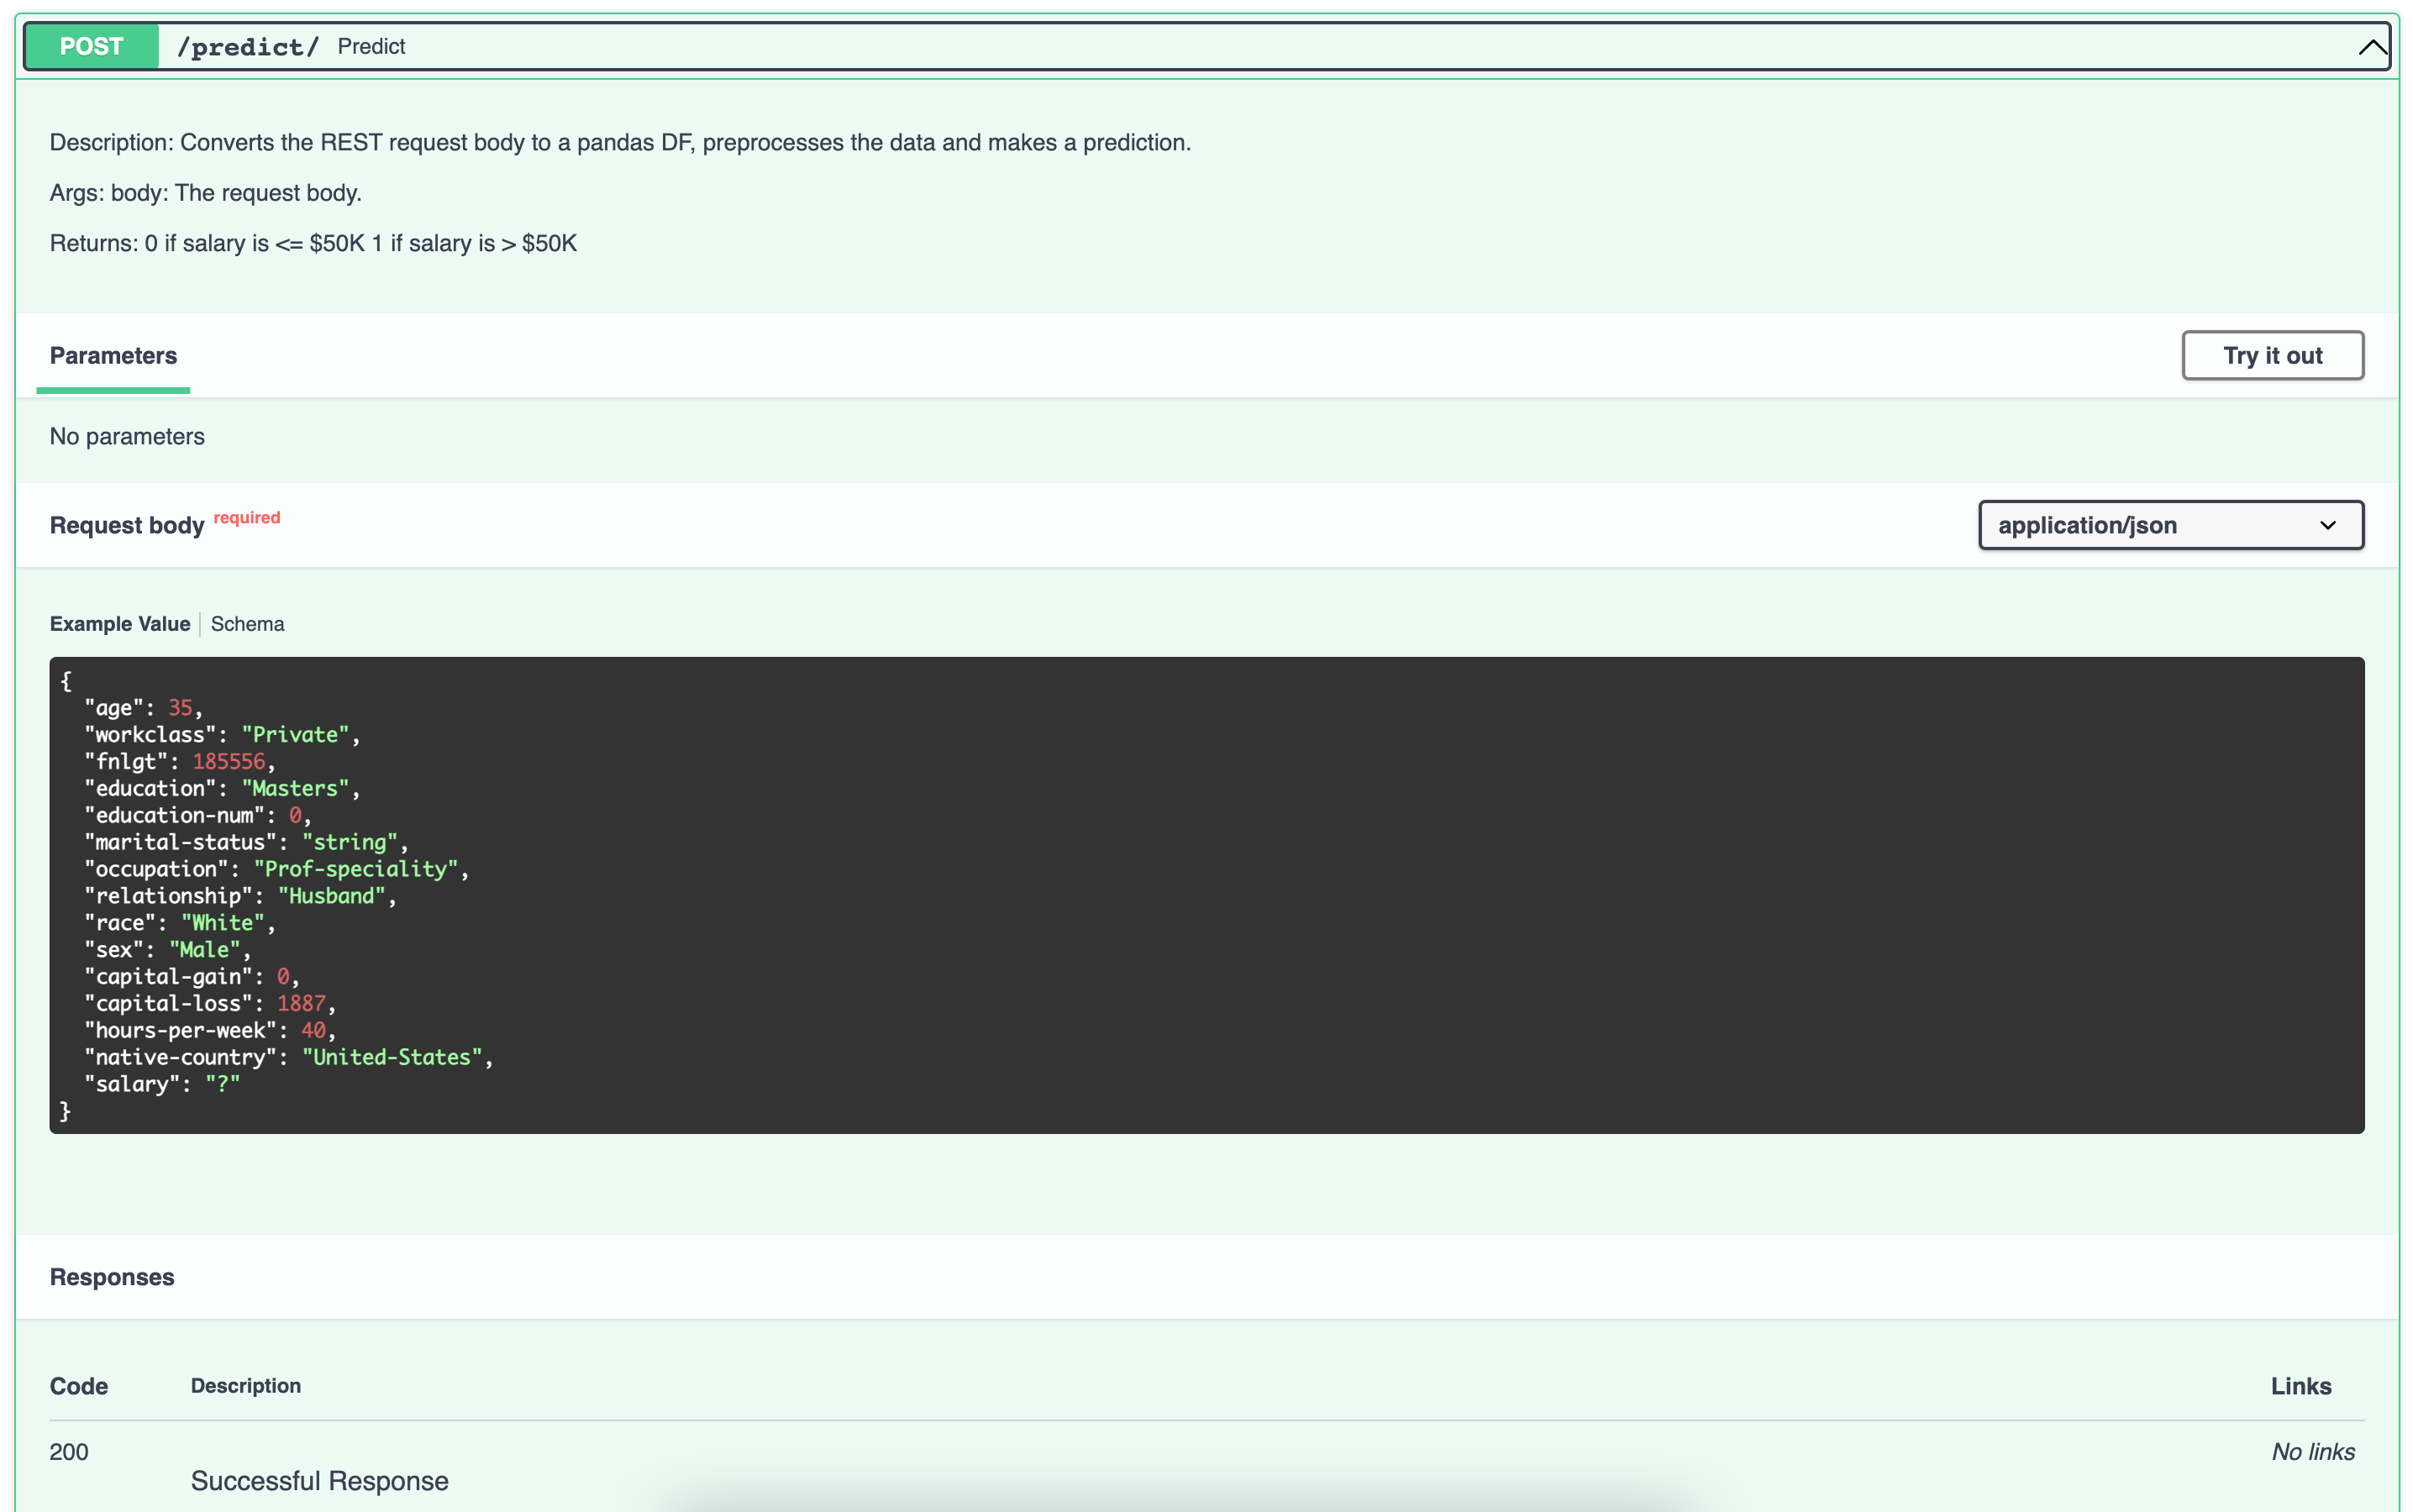 POST /predict/ Predict
Description: Converts the REST request body to a pandas DF, preprocesses the data and makes a prediction.
Args: body: The request body.
Returns: 0 if salary is <= $50K 1 if salary is > $50K
Parameters Try it out
No parameters
Request body required application/json
Example Value Schema
{
"age": 35,
"workclass": "Private",
"fnlgt": 185556,
"education": "Masters",
"education-num": 0,
"marital-status": "string",
"occupation": "Prof-speciality",
"relationship": "Husband",
"race": "White",
"sex": "Male",
"capital-gain": 0,
"capital-loss": 1887,
"hours-per-week": 40,
"native-country": "United-States",
"salary": "?"
}
Responses
Code Description Links
200 No links
Successful Response